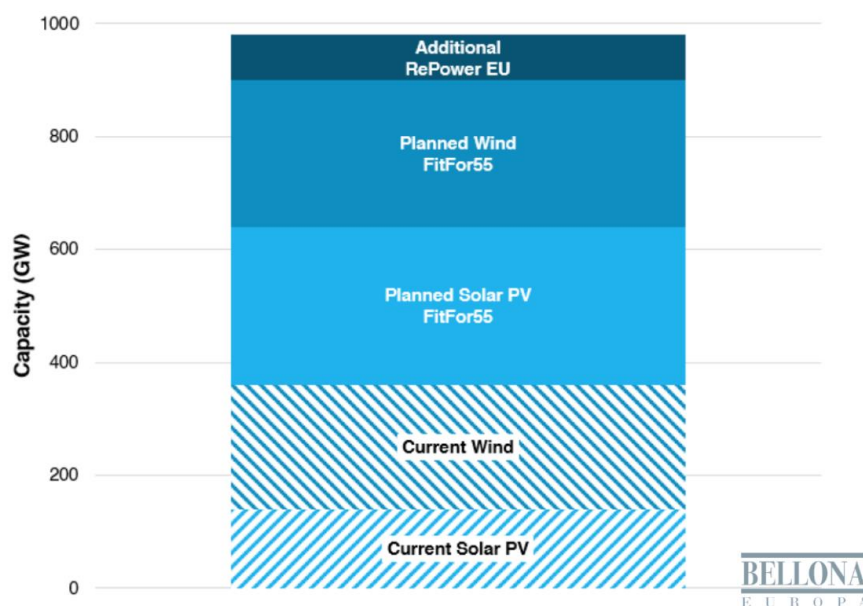 1000
800
600
400
200
0
Capacity (GW)
Additional
RePower EU
Planned Wind
FitFor55
Planned Solar PV
FitFor55
Current Wind
Current Solar PV
BELLONA
EUROPA